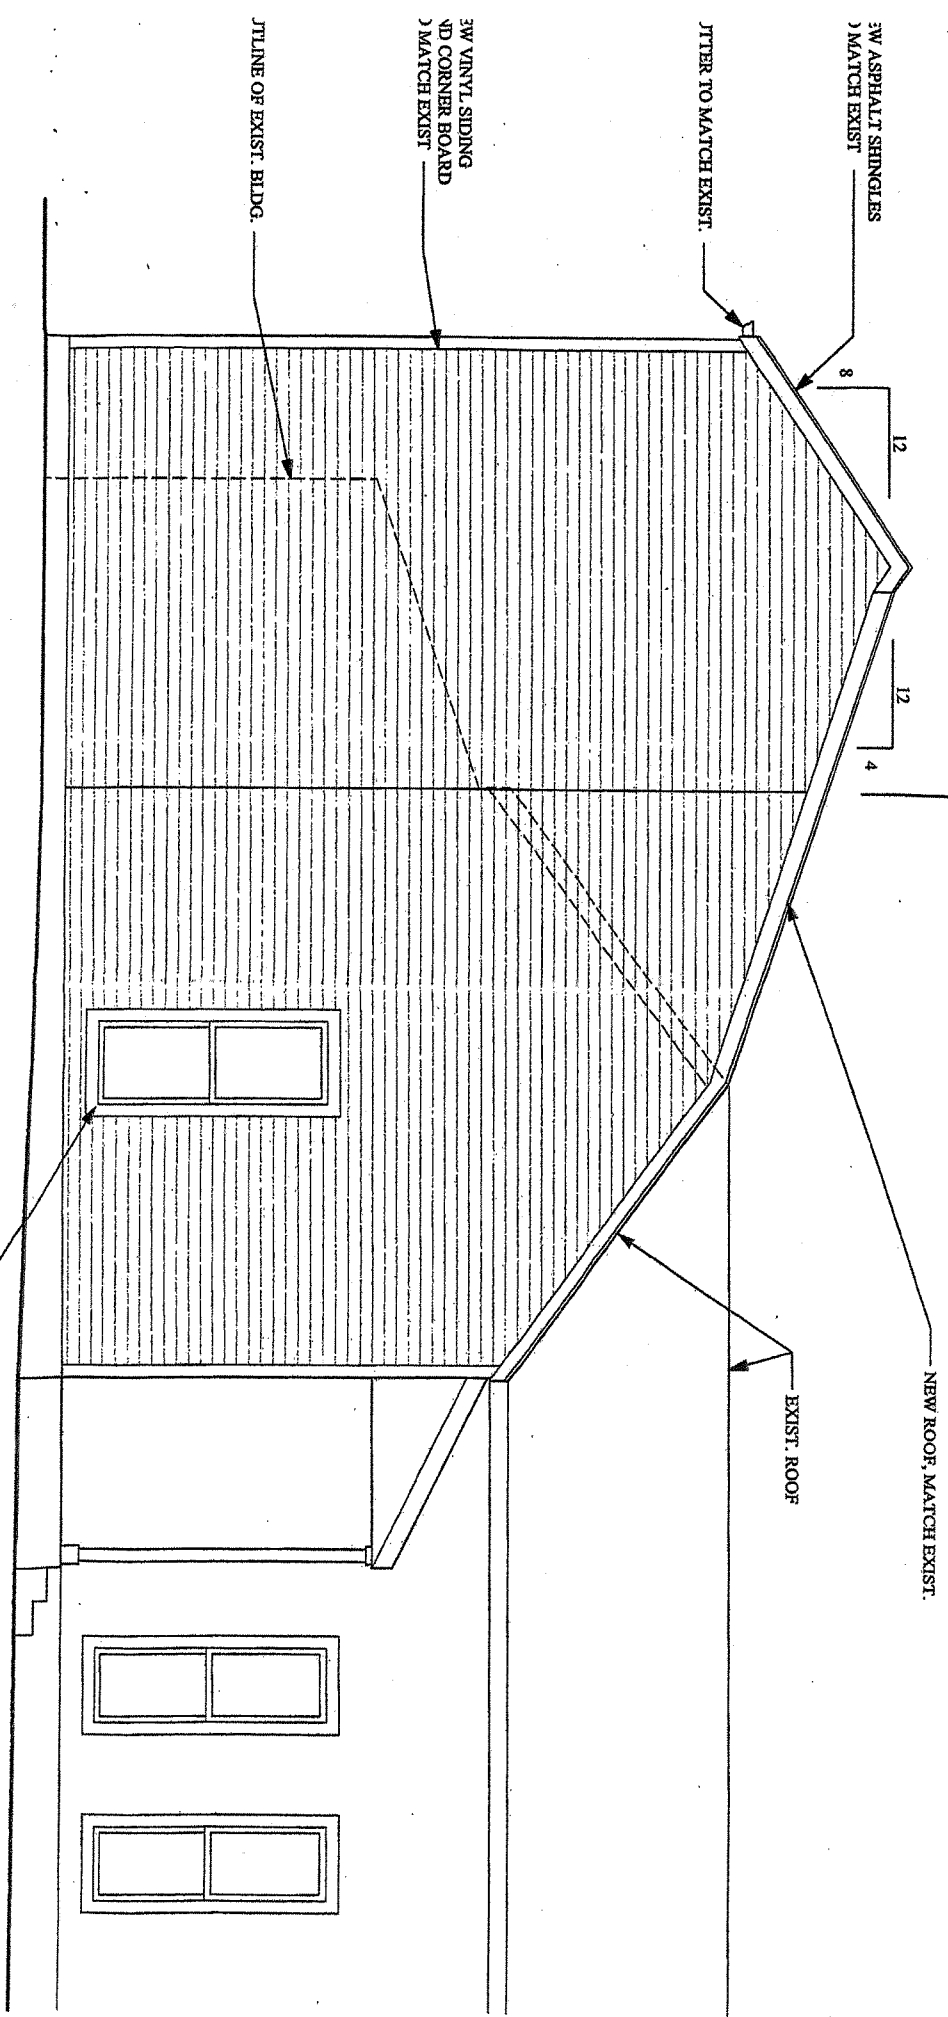 EW ASPHALT SHINGLES
O MATCH EXIST
JTTER TO MATCH EXIST.
EW VINYL SIDING
ND CORNER BOARD
O MATCH EXIST
JTLINE OF EXIST. BLDG.
8
12
12
4
NEW ROOF, MATCH EXIST.
EXIST. ROOF